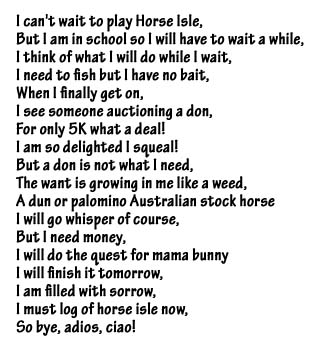 I can't wait to play Horse Isle,
But I am in school so I will have to wait a while,
I think of what I will do while I wait,
I need to fish but I have no bait,
When I finally get on,
I see someone auctioning a don,
For only 5K what a deal!
I am so delighted I squeal!
But a don is not what I need,
The want is growing in me like a weed,
A dun or palomino Australian stock horse
I will go whisper of course,
But I need money,
I will do the quest for mama bunny
I will finish it tomorrow,
I am filled with sorrow,
I must log of horse isle now,
So bye, adios, ciao!